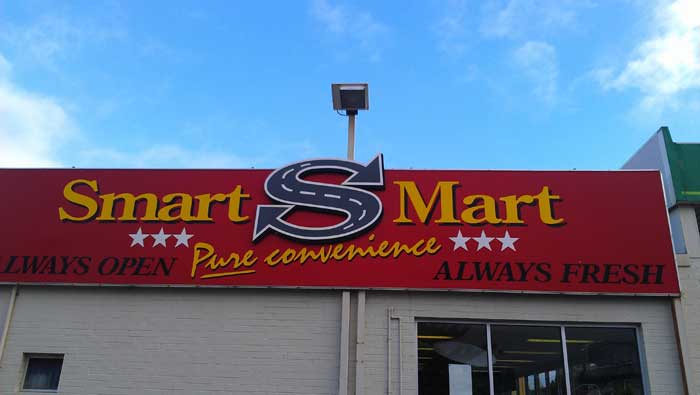 Smart S Mart
Pure convenience
ALWAYS OPEN
ALWAYS FRESH